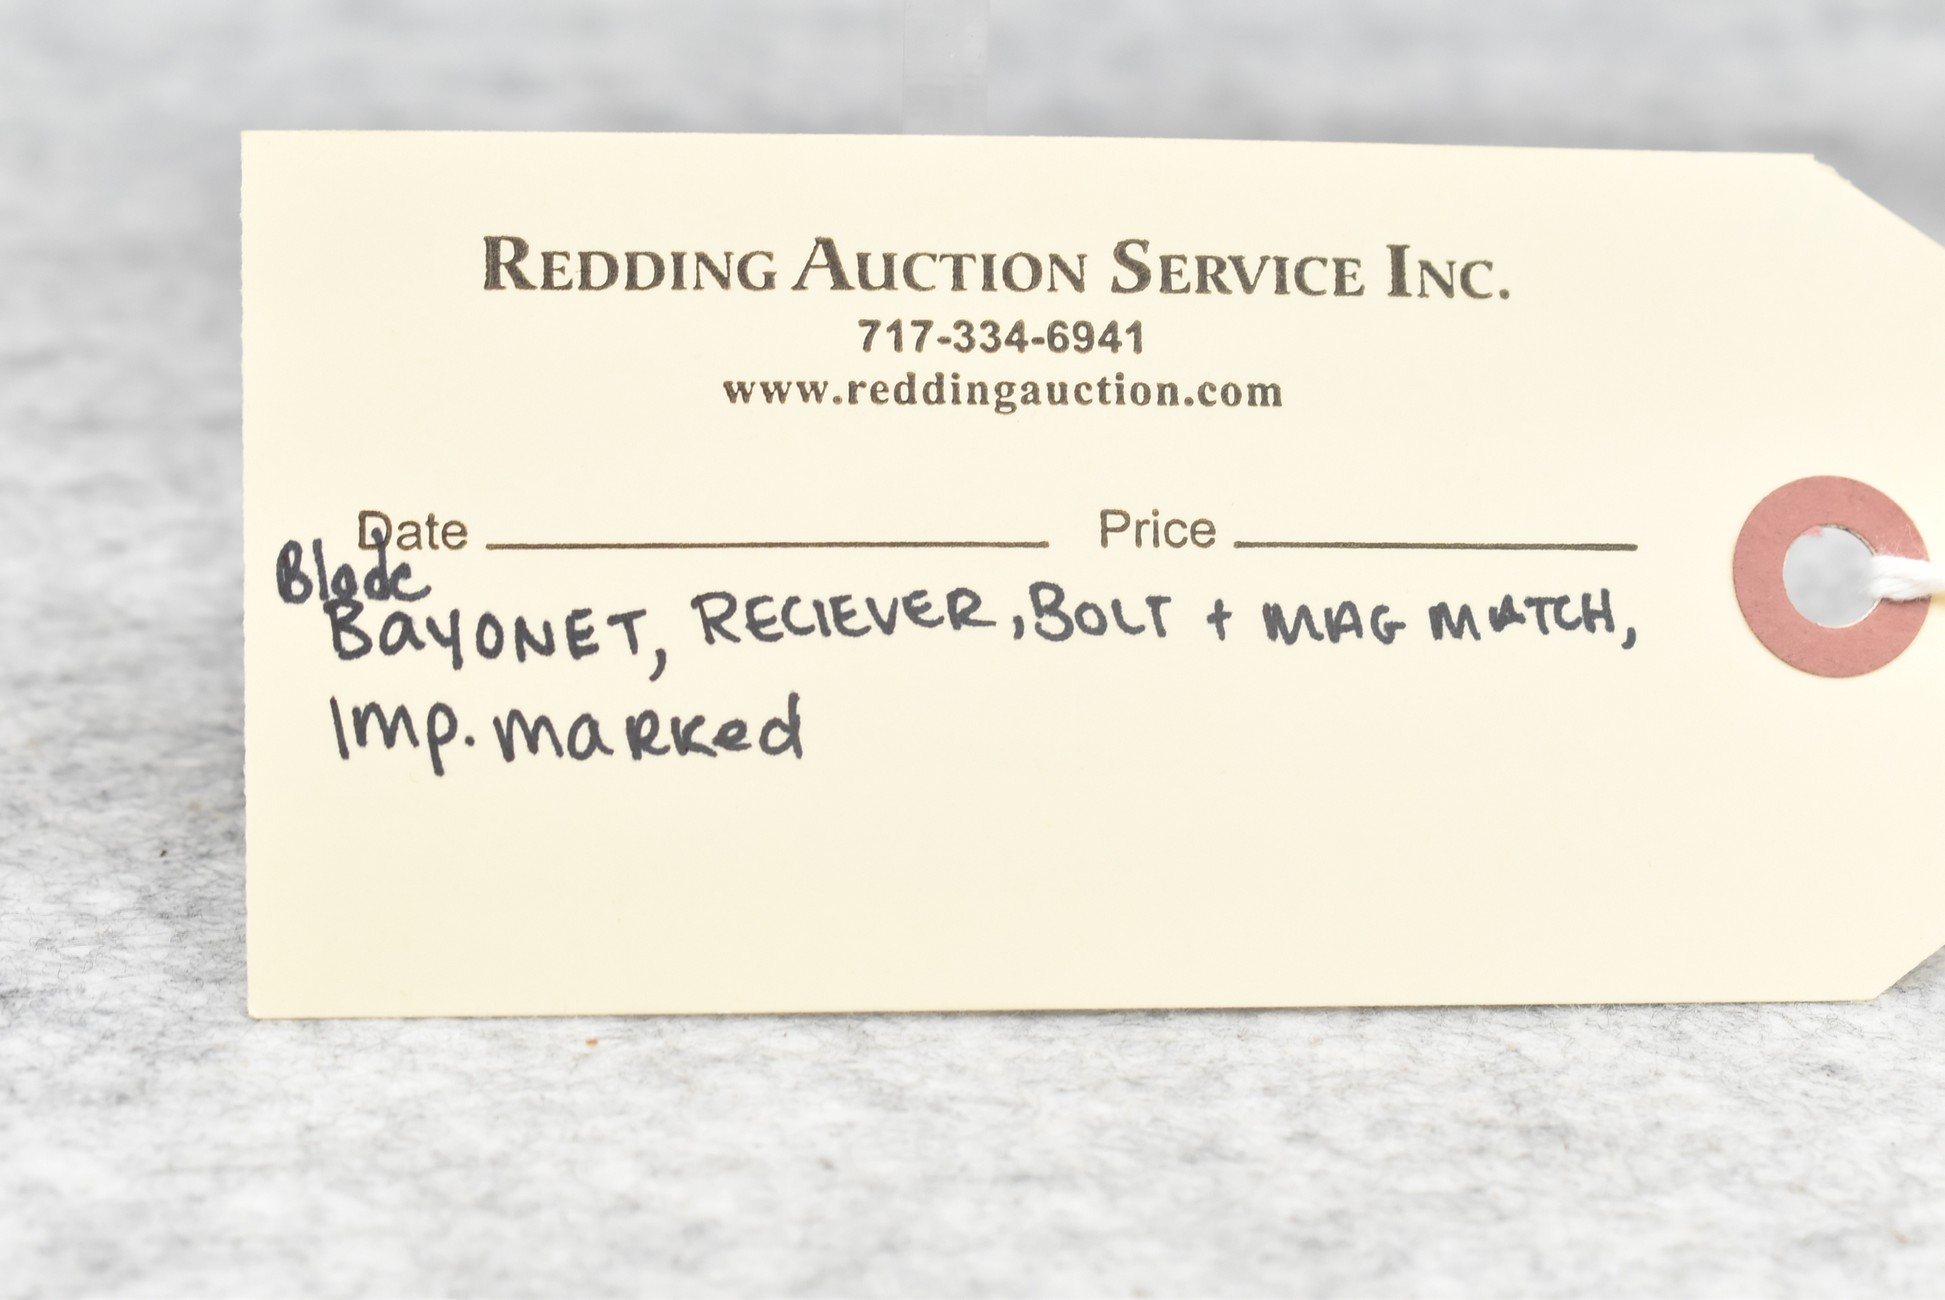 REDDING AUCTION SERVICE INC.
717-334-6941
www.reddingauction.com
Date Price
Blade
BaYONET, RECIEVER, BOLT + MAG MATCH,
Imp. maRKed